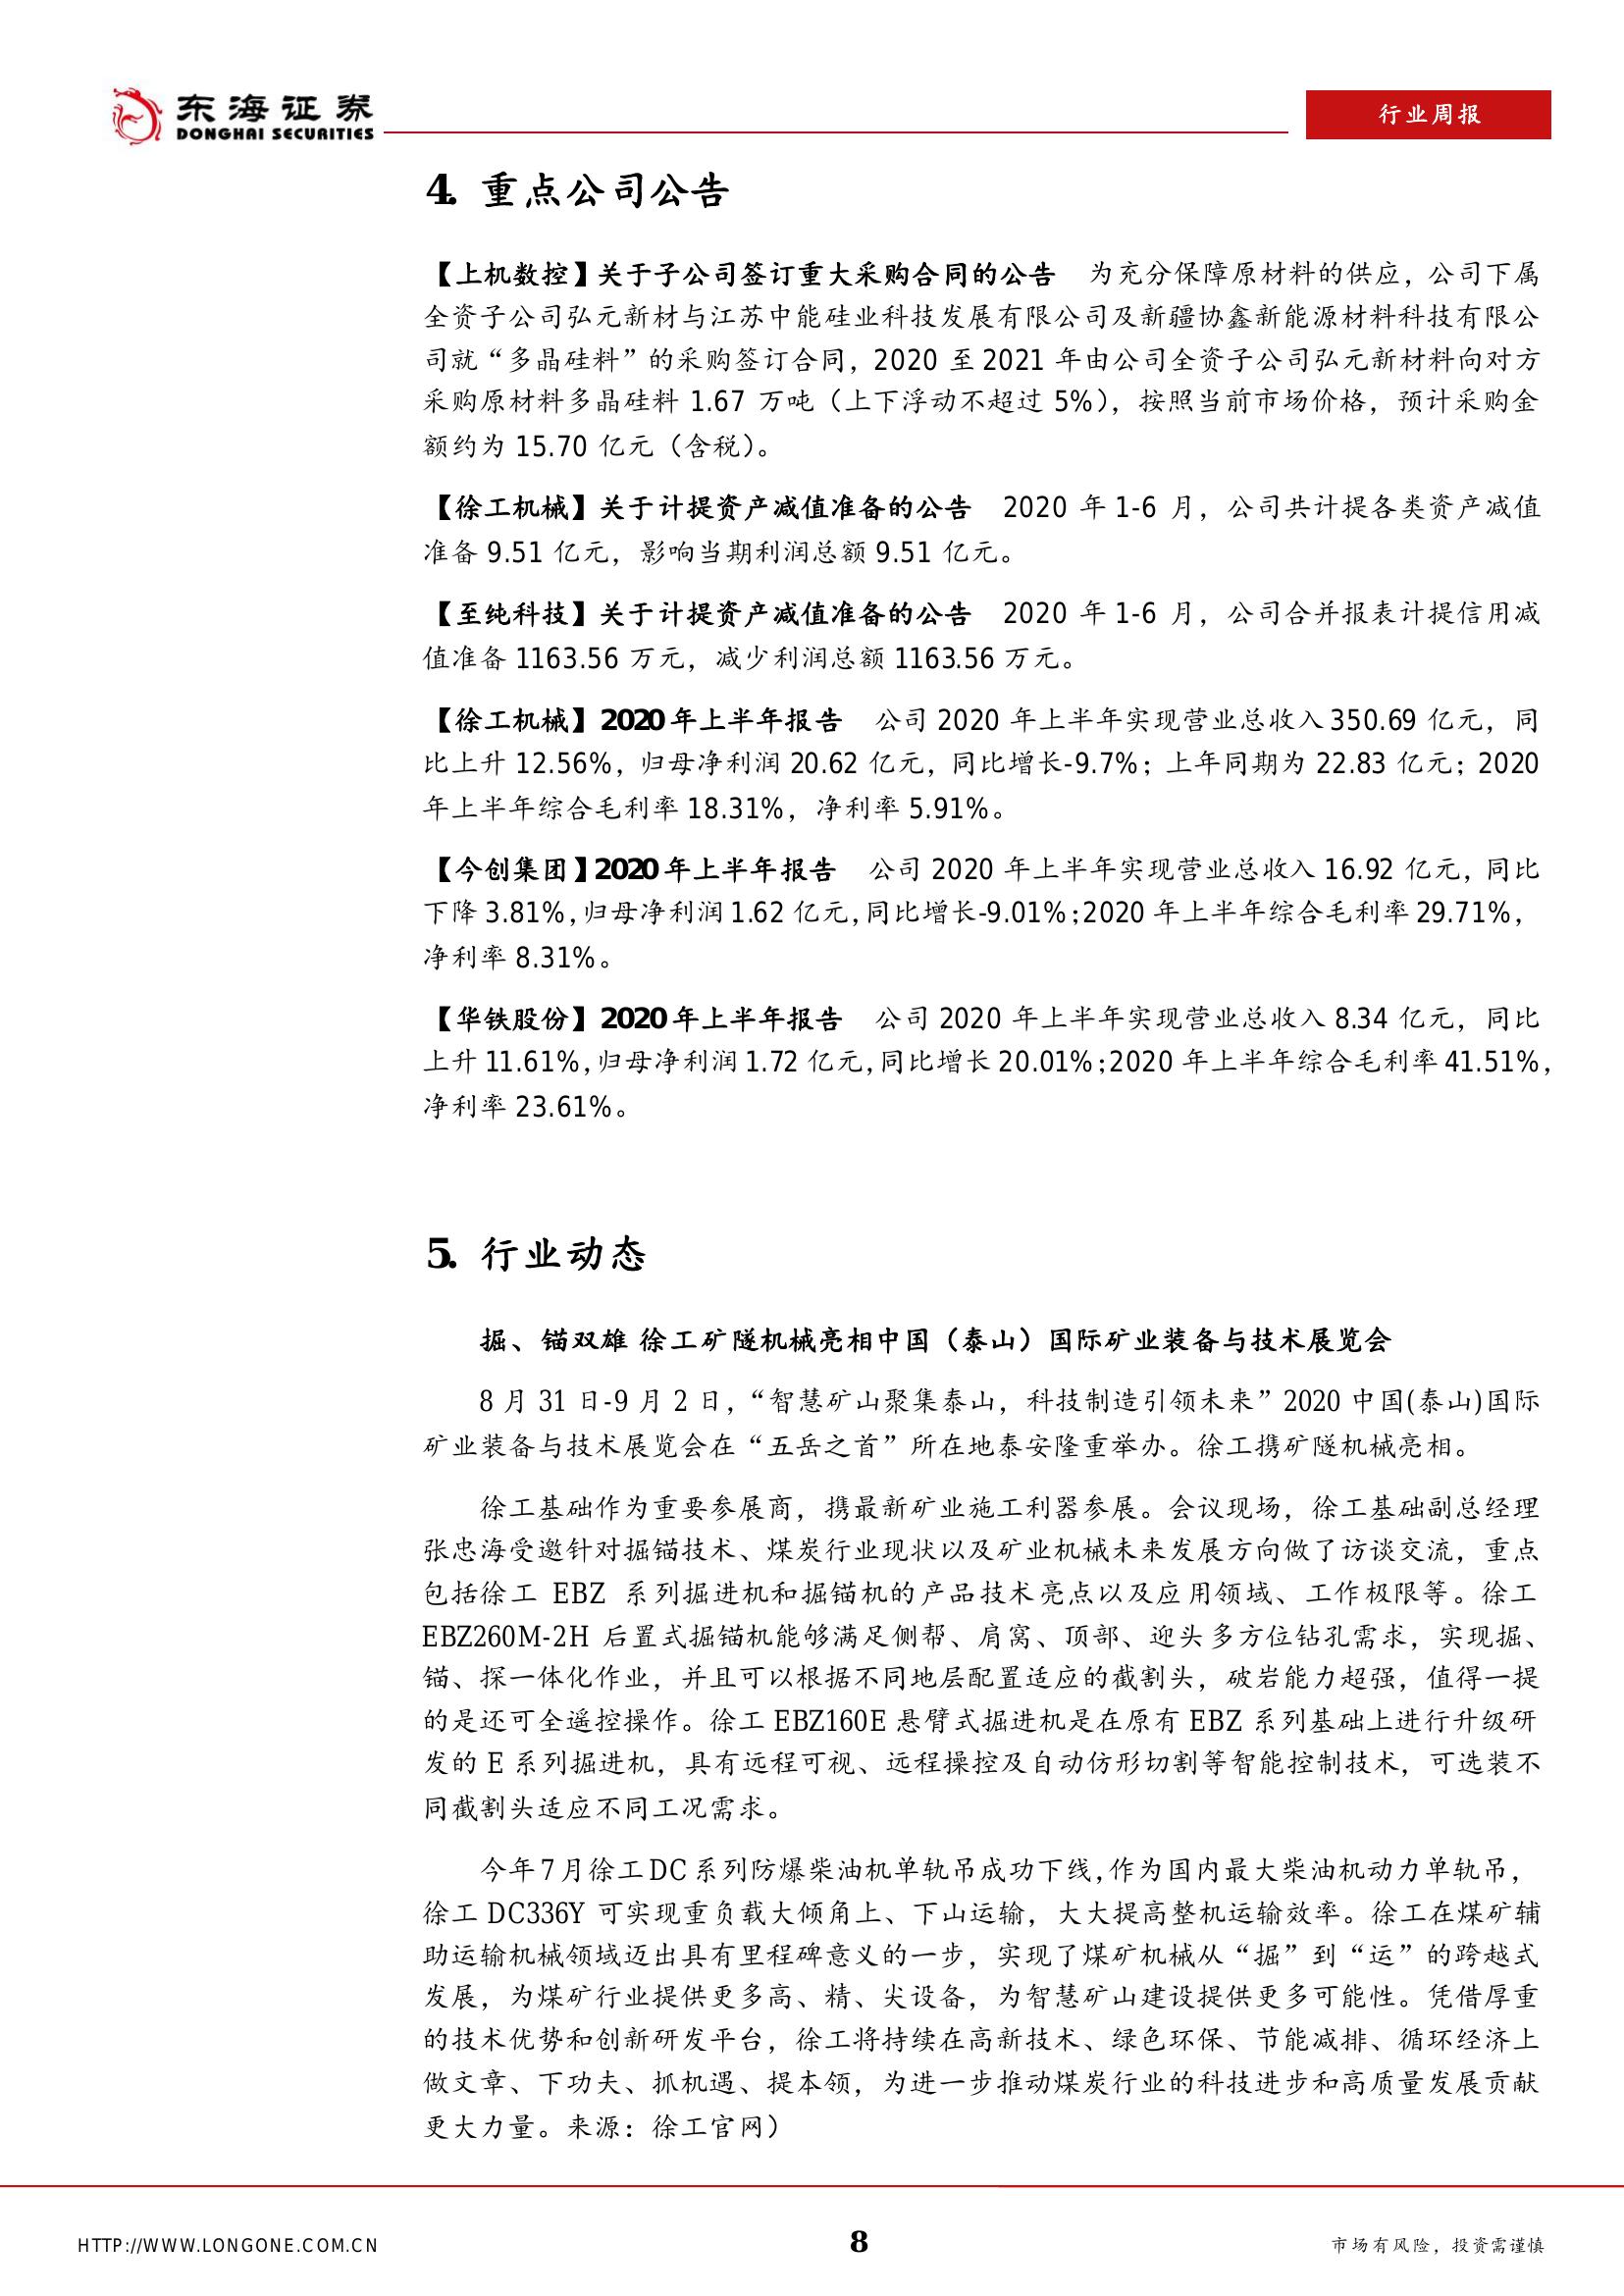 东海证券
DONGHAI SECURITIES
行业周报
4. 重点公司公告
【上机数控】关于子公司签订重大采购合同的公告 为充分保障原材料的供应，公司下属
全资子公司弘元新材与江苏中能硅业科技发展有限公司及新疆协鑫新能源材料科技有限公
司就“多晶硅料”的采购签订合同，2020 至 2021 年由公司全资子公司弘元新材料向对方
采购原材料多晶硅料 1.67 万吨（上下浮动不超过 5%），按照当前市场价格，预计采购金
额约为 15.70 亿元（含税）。
【徐工机械】关于计提资产减值准备的公告 2020 年 1-6 月，公司共计提各类资产减值
准备 9.51 亿元，影响当期利润总额 9.51 亿元。
【至纯科技】关于计提资产减值准备的公告 2020 年 1-6 月，公司合并报表计提信用减
值准备 1163.56 万元，减少利润总额 1163.56 万元。
【徐工机械】2020 年上半年报告 公司 2020 年上半年实现营业总收入 350.69 亿元，同
比上升 12.56%，归母净利润 20.62 亿元，同比增长-9.7%；上年同期为 22.83 亿元；2020
年上半年综合毛利率 18.31%，净利率 5.91%。
【今创集团】2020 年上半年报告 公司 2020 年上半年实现营业总收入 16.92 亿元，同比
下降 3.81%，归母净利润 1.62 亿元，同比增长-9.01%；2020 年上半年综合毛利率 29.71%，
净利率 8.31%。
【华铁股份】2020 年上半年报告 公司 2020 年上半年实现营业总收入 8.34 亿元，同比
上升 11.61%，归母净利润 1.72 亿元，同比增长 20.01%；2020 年上半年综合毛利率 41.51%，
净利率 23.61%。
5. 行业动态
掘、锚双雄 徐工矿隧机械亮相中国（泰山）国际矿业装备与技术展览会
8 月 31 日-9 月 2 日，“智慧矿山聚集泰山，科技制造引领未来”2020 中国(泰山)国际
矿业装备与技术展览会在“五岳之首”所在地泰安隆重举办。徐工携矿隧机械亮相。
徐工基础作为重要参展商，携最新矿业施工利器参展。会议现场，徐工基础副总经理
张忠海受邀针对掘锚技术、煤炭行业现状以及矿业机械未来发展方向做了访谈交流，重点
包括徐工 EBZ 系列掘进机和掘锚机的产品技术亮点以及应用领域、工作极限等。徐工
EBZ260M-2H 后置式掘锚机能够满足侧帮、肩窝、顶部、迎头多方位钻孔需求，实现掘、
锚、探一体化作业，并且可以根据不同地层配置适应的截割头，破岩能力超强，值得一提
的是还可全遥控操作。徐工 EBZ160E 悬臂式掘进机是在原有 EBZ 系列基础上进行升级研
发的 E 系列掘进机，具有远程可视、远程操控及自动仿形切割等智能控制技术，可选装不
同截割头适应不同工况需求。
今年 7 月徐工 DC 系列防爆柴油机单轨吊成功下线，作为国内最大柴油机动力单轨吊，
徐工 DC336Y 可实现重负载大倾角上、下山运输，大大提高整机运输效率。徐工在煤矿辅
助运输机械领域迈出具有里程碑意义的一步，实现了煤矿机械从“掘”到“运”的跨越式
发展，为煤矿行业提供更多高、精、尖设备，为智慧矿山建设提供更多可能性。凭借厚重
的技术优势和创新研发平台，徐工将持续在高新技术、绿色环保、节能减排、循环经济上
做文章、下功夫、抓机遇、提本领，为进一步推动煤炭行业的科技进步和高质量发展贡献
更大力量。来源：徐工官网）
HTTP://WWW.LONGONE.COM.CN
8
市场有风险，投资需谨慎